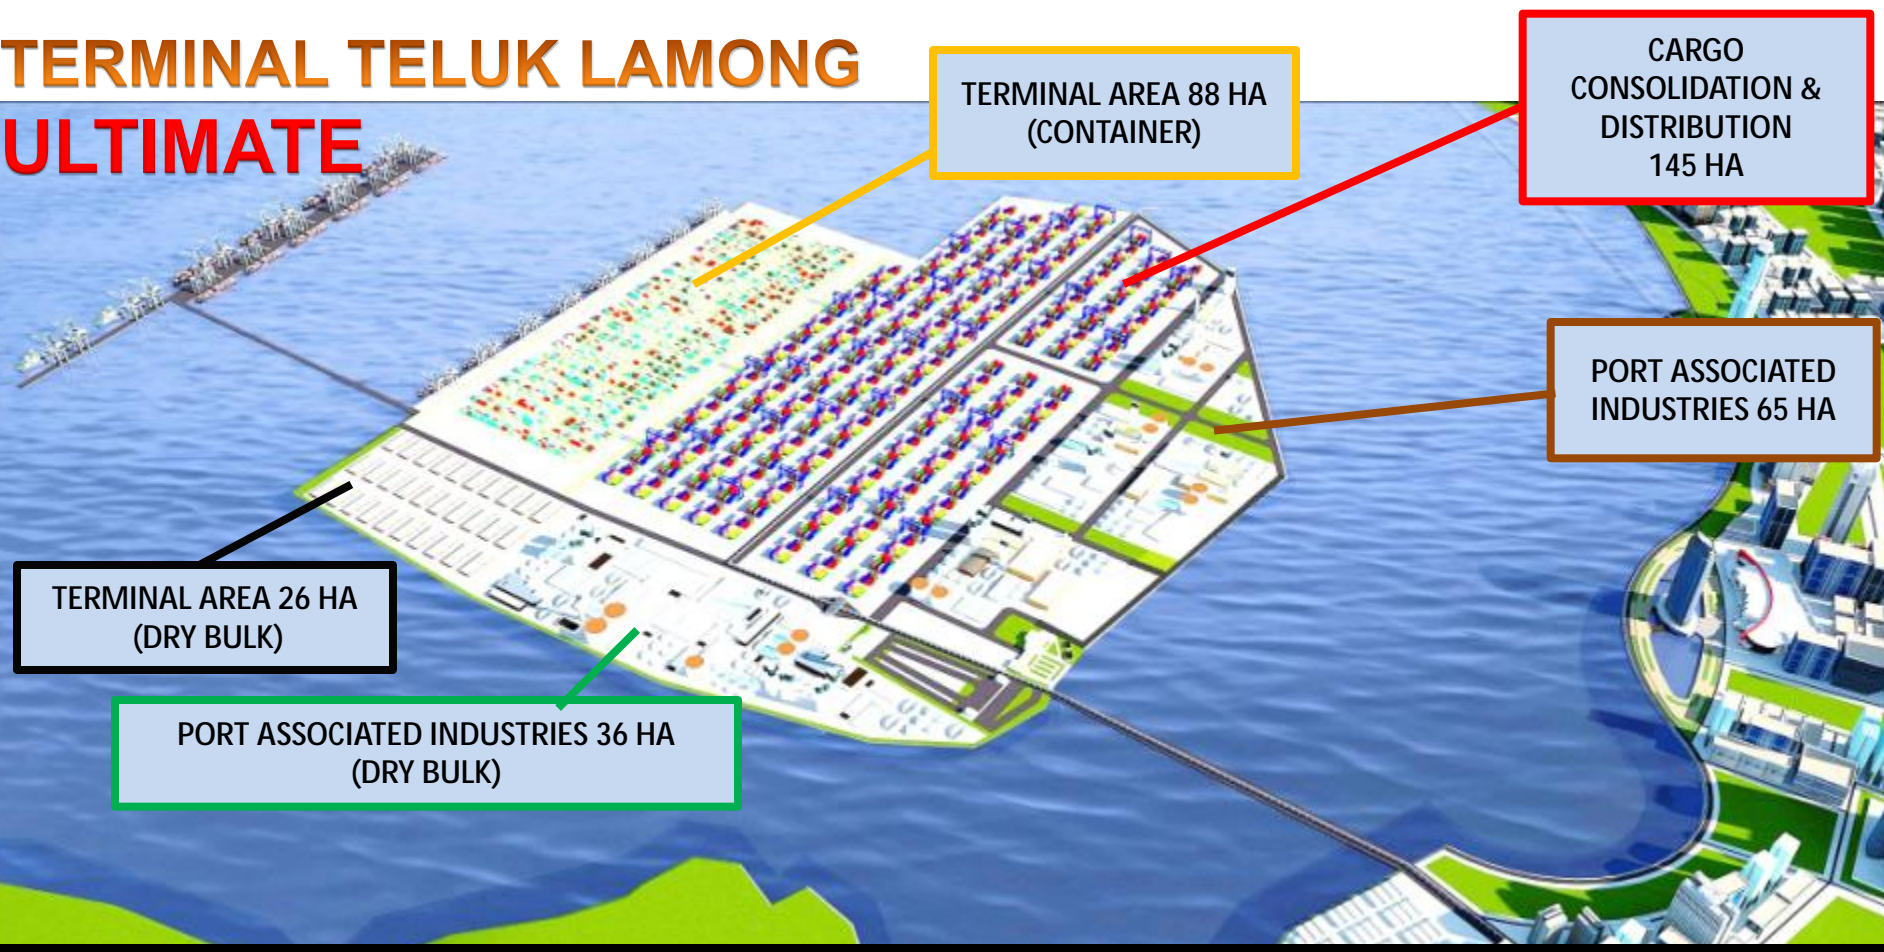 TERMINAL TELUK LAMONG
ULTIMATE
TERMINAL AREA 88 HA
(CONTAINER)
CARGO
CONSOLIDATION &
DISTRIBUTION
145 HA
PORT ASSOCIATED
INDUSTRIES 65 HA
TERMINAL AREA 26 HA
(DRY BULK)
PORT ASSOCIATED INDUSTRIES 36 HA
(DRY BULK)